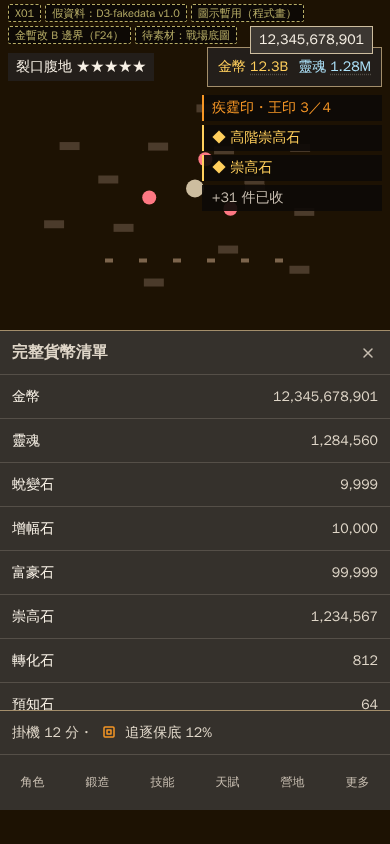 X01 假資料：D3-fakedata v1.0 圖示暫用（程式畫）
金暫改 B 邊界（F24） 待素材：戰場底圖
12,345,678,901
裂口腹地 ★★★★★
金幣 12.3B 靈魂 1.28M
疾霆印・王印 3／4
◆ 高階崇高石
◆ 崇高石
+31 件已收
完整貨幣清單 ×
金幣 12,345,678,901
靈魂 1,284,560
蛻變石 9,999
增幅石 10,000
富豪石 99,999
崇高石 1,234,567
轉化石 812
預知石 64
掛機 12 分・ 追逐保底 12%
角色 鍛造 技能 天賦 營地 更多